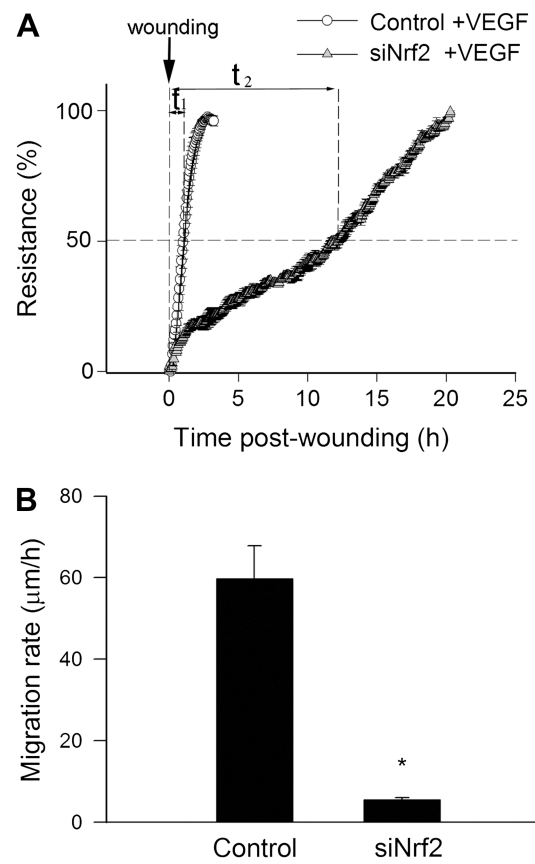 A
wounding
Control +VEGF
siNrf2 +VEGF
t
t2
100
50
0
Resistance (%)
0 5 10 15 20 25
Time post-wounding (h)
B
80
60
40
20
0
Migration rate (μm/h)
*
Control siNrf2